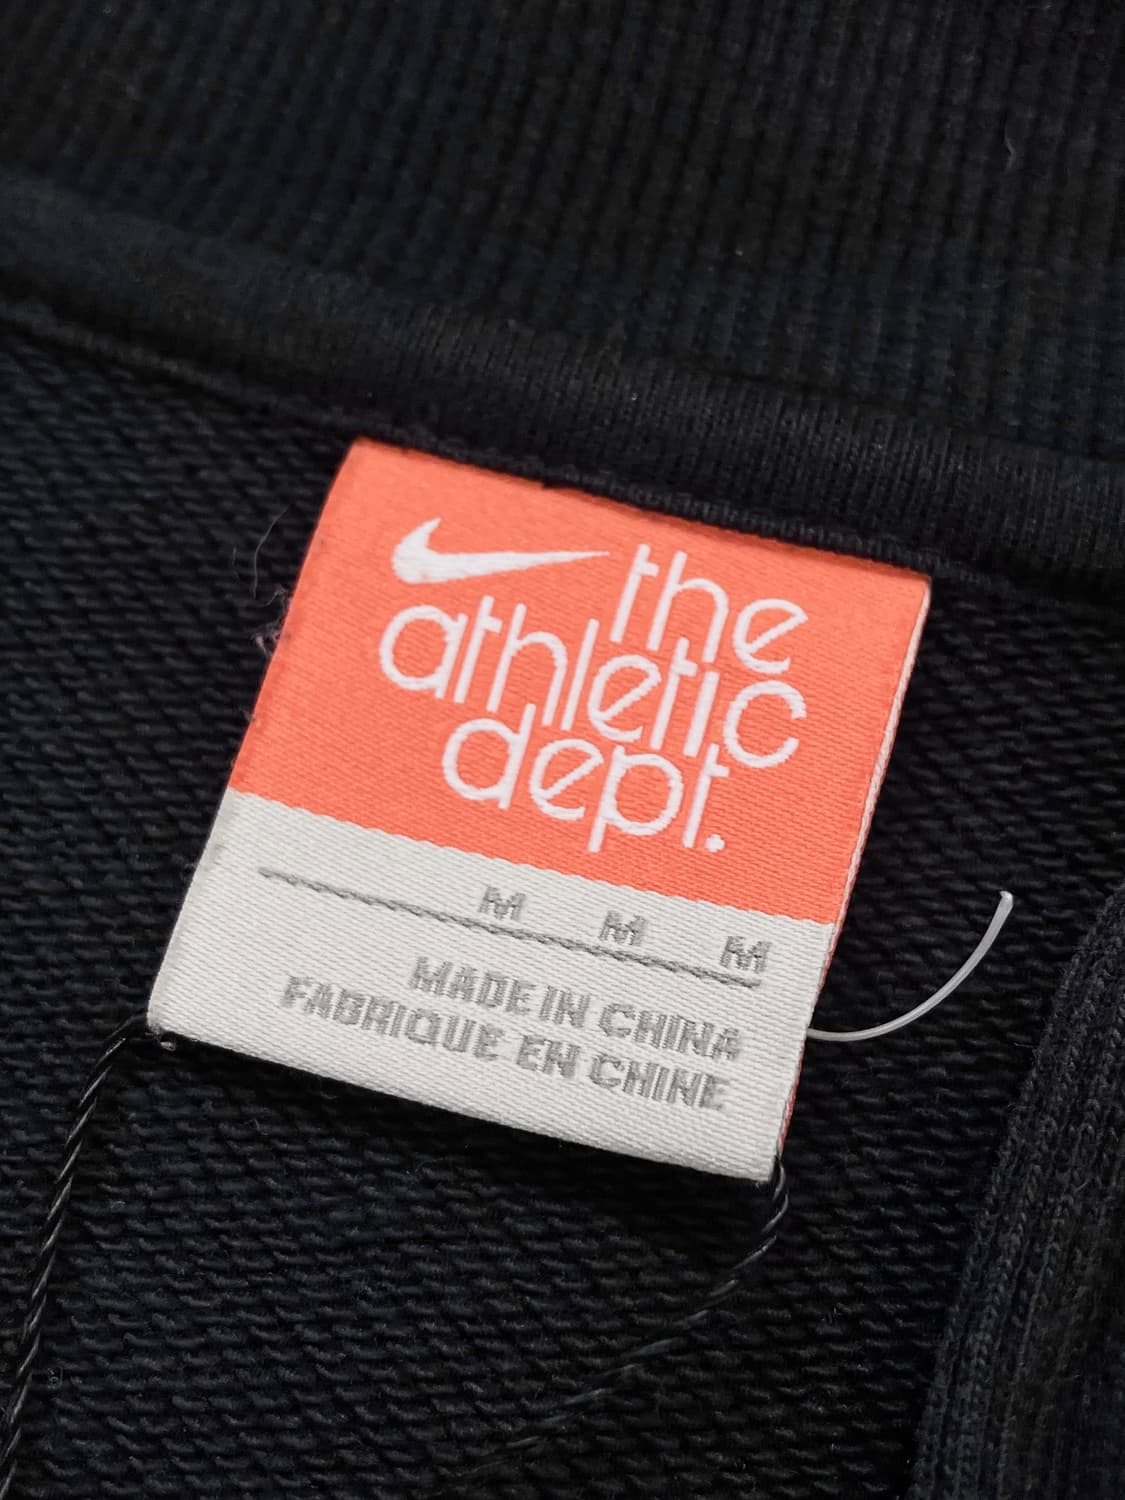 the
athletic
dept.
M M M
MADE IN CHINA
FABRIQUE EN CHINE